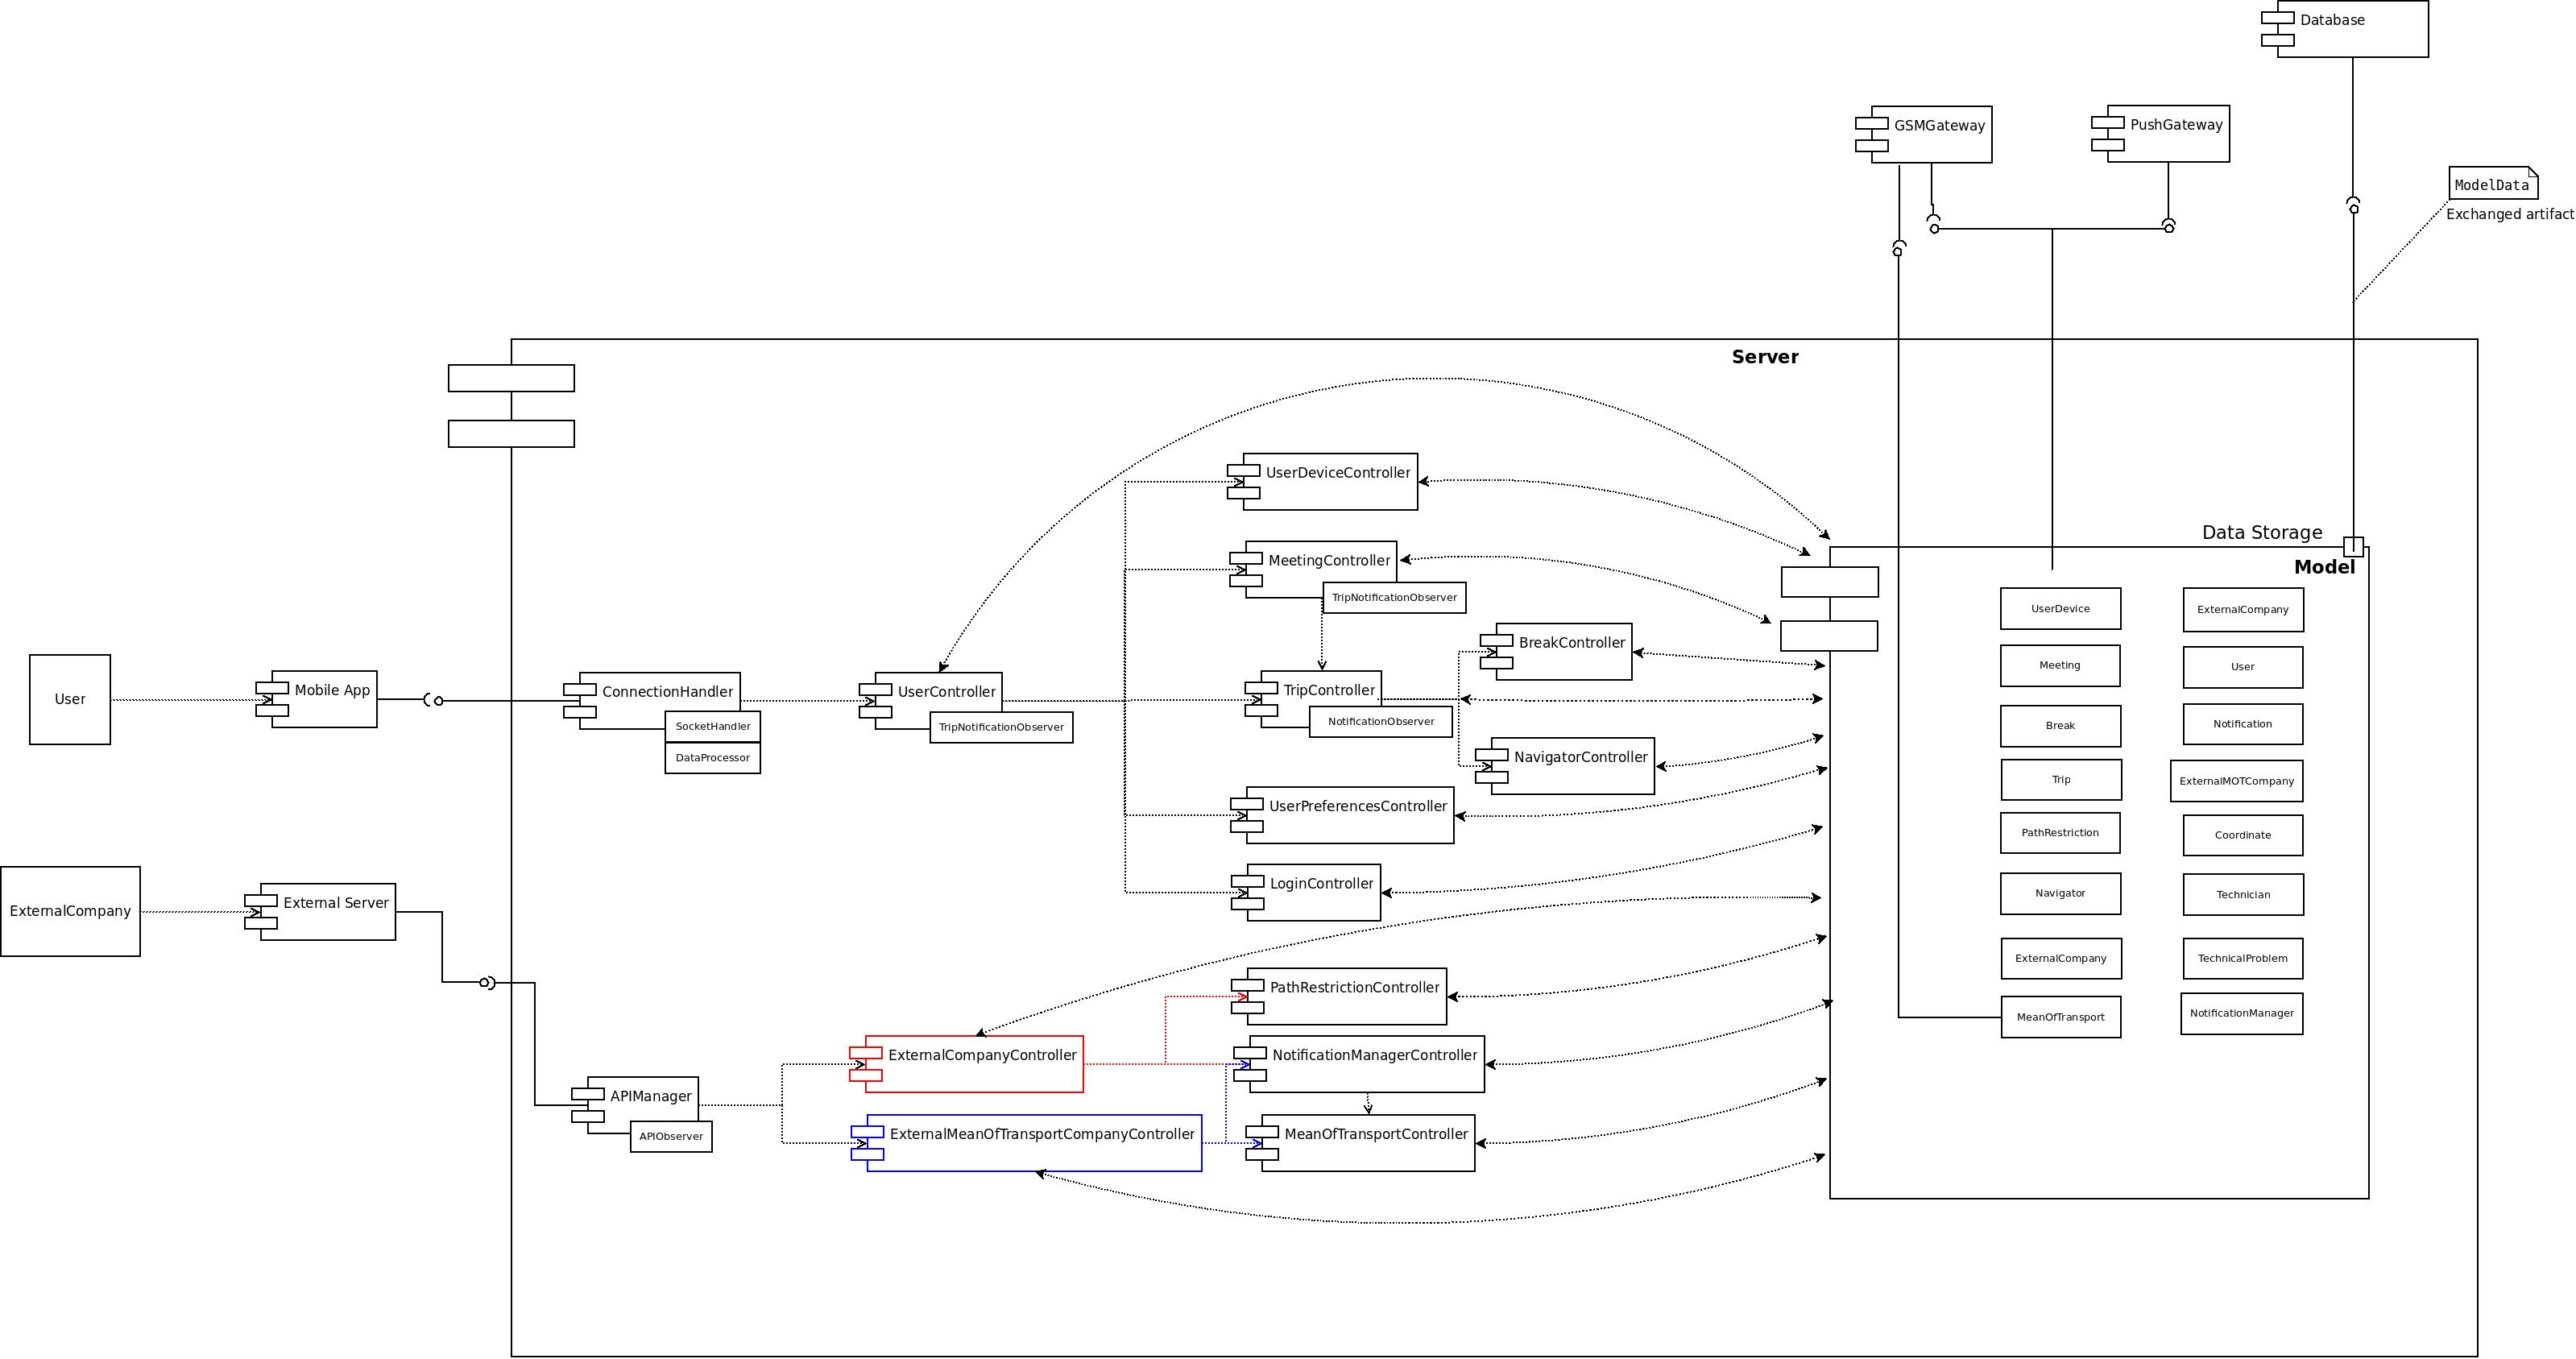 Database
GSMGateway
PushGateway
ModelData
Exchanged artifact
Server
UserDeviceController
Data Storage
MeetingController
Model
TripNotificationObserver
UserDevice
ExternalCompany
BreakController
Meeting
User
User
Mobile App
ConnectionHandler
UserController
TripController
SocketHandler
TripNotificationObserver
NotificationObserver
Break
Notification
DataProcessor
NavigatorController
Trip
ExternalMOTCompany
UserPreferencesController
PathRestriction
Coordinate
LoginController
Navigator
Technician
ExternalCompany
External Server
ExternalCompany
TechnicalProblem
PathRestrictionController
MeanOfTransport
NotificationManager
ExternalCompanyController
NotificationManagerController
APIManager
APIObserver
ExternalMeanOfTransportCompanyController
MeanOfTransportController